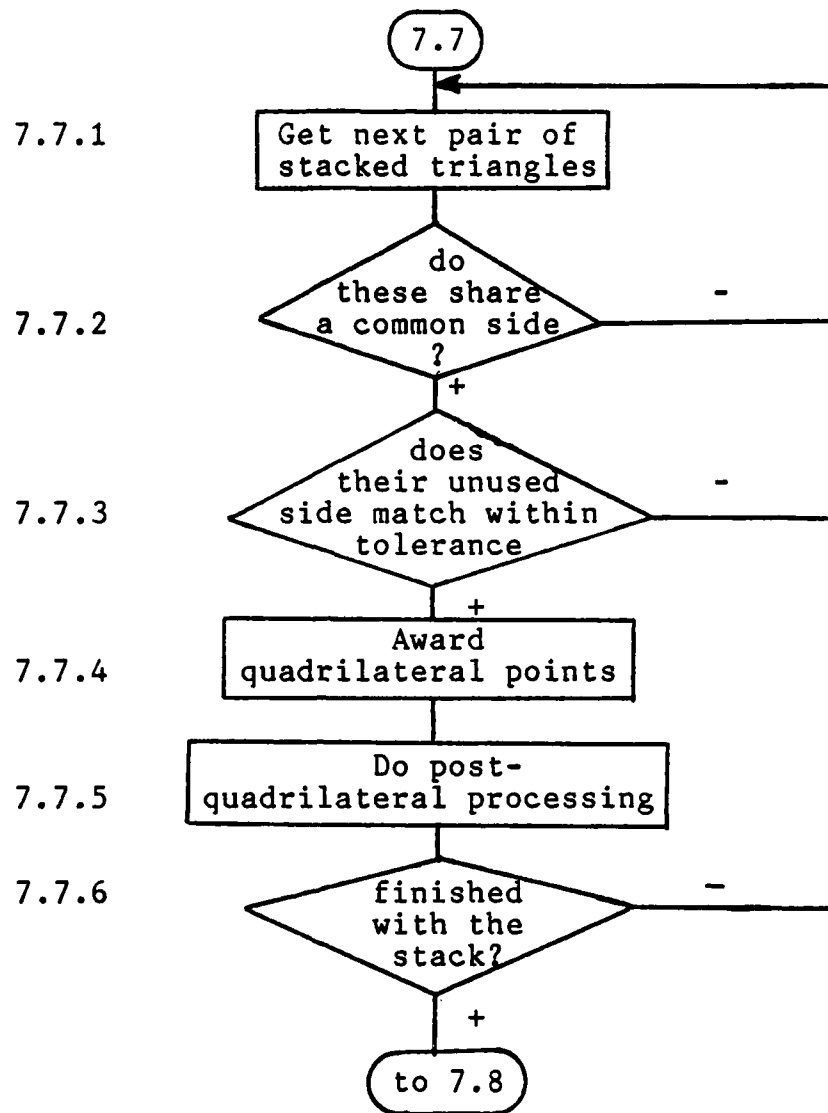 7.7
7.7.1
Get next pair of
stacked triangles
7.7.2
do
these share
a common side
?
-
+
7.7.3
does
their unused
side match within
tolerance
-
+
7.7.4
Award
quadrilateral points
7.7.5
Do post-
quadrilateral processing
7.7.6
finished
with the
stack?
-
+
to 7.8